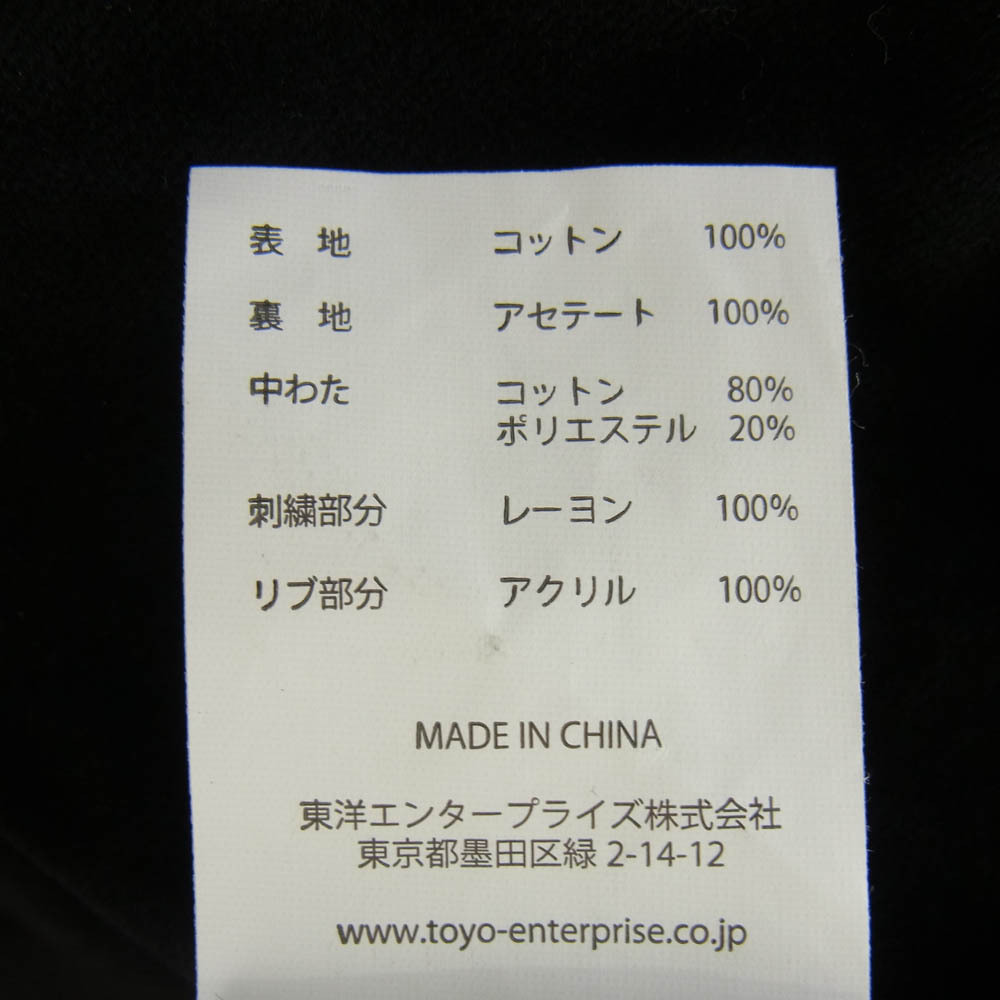 表　地　コットン　100%
裏　地　アセテート　100%
中わた　コットン　80%
ポリエステル　20%
刺繍部分　レーヨン　100%
リブ部分　アクリル　100%
MADE IN CHINA
東洋エンタープライズ株式会社
東京都墨田区緑 2-14-12
www.toyo-enterprise.co.jp